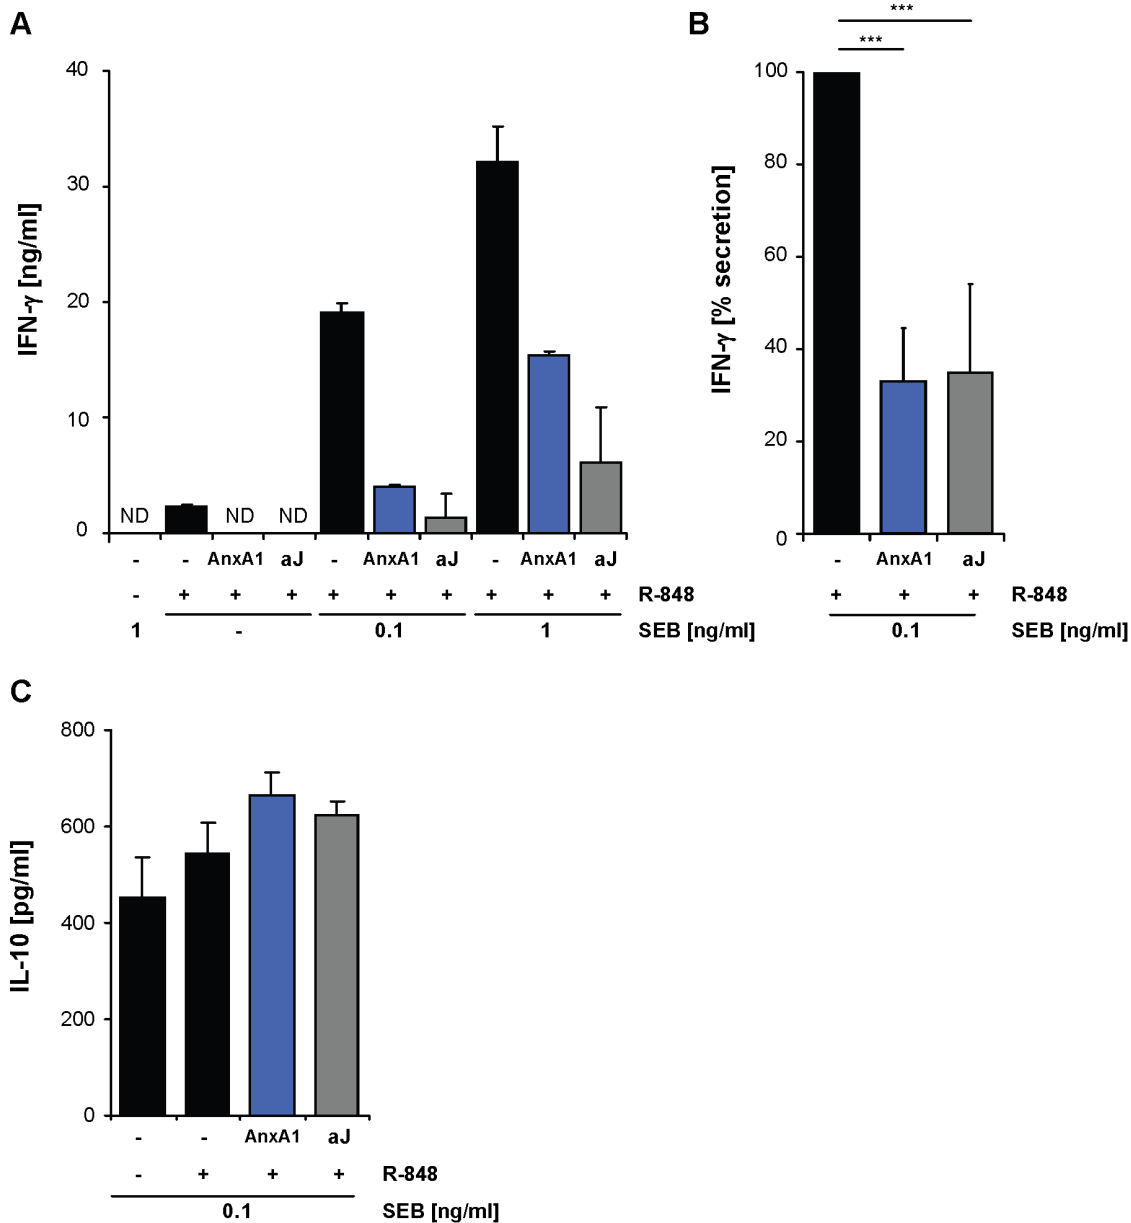 A
IFN-γ [ng/ml]
40
30
20
10
0
ND ND ND
- - AnxA1 aJ - AnxA1 aJ - AnxA1 aJ
- + + + + + + + + + R-848
1 - 0.1 1 SEB [ng/ml]
B
*** 
***
IFN-γ [% secretion]
100
80
60
40
20
0
- AnxA1 aJ
+ + + R-848
0.1 SEB [ng/ml]
C
IL-10 [pg/ml]
800
600
400
200
0
- - AnxA1 aJ
- + + + R-848
0.1 SEB [ng/ml]